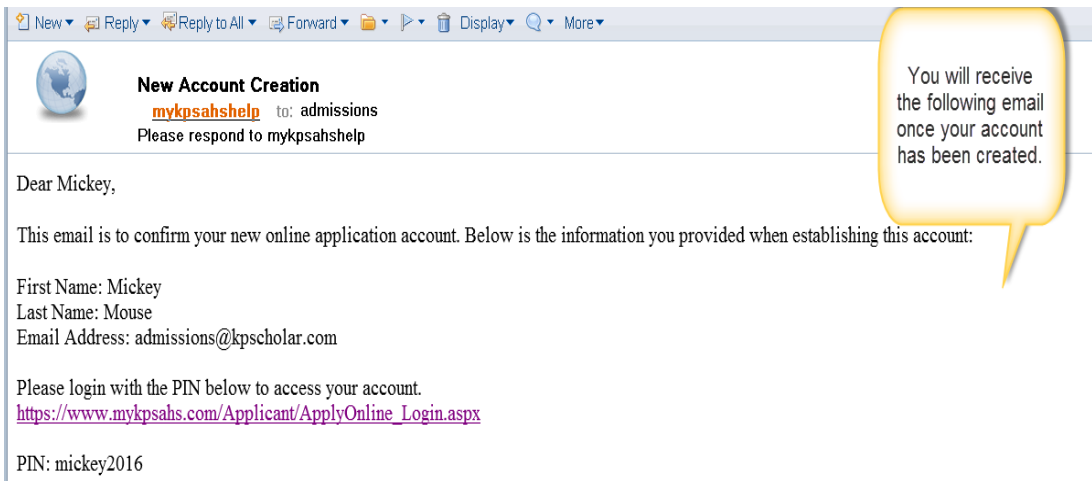 New Reply Reply to All Forward Display More
You will receive
the following email
once your account
has been created.
New Account Creation
mykpsahshelp to: admissions
Please respond to mykpsahshelp
Dear Mickey,
This email is to confirm your new online application account. Below is the information you provided when establishing this account:
First Name: Mickey
Last Name: Mouse
Email Address: admissions@kpscholar.com
Please login with the PIN below to access your account.
https://www.mykpsahs.com/Applicant/ApplyOnline_Login.aspx
PIN: mickey2016